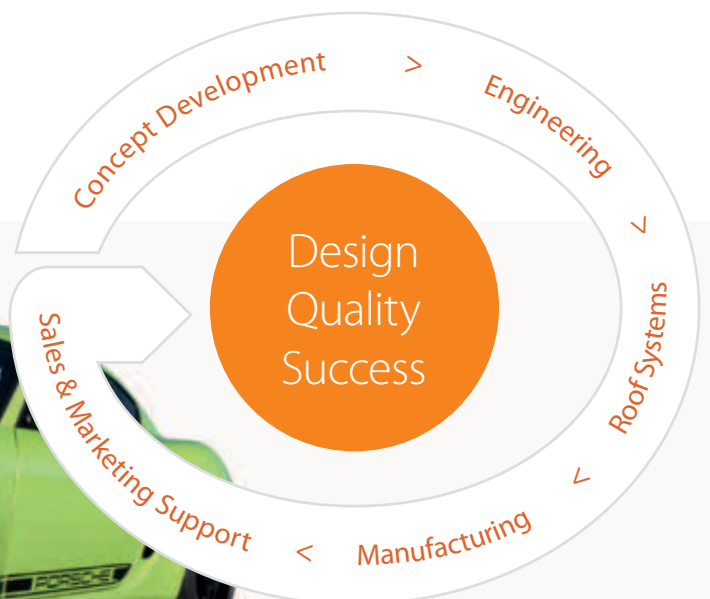 Concept Development
>
Engineering
>
Roof Systems
<
Manufacturing
<
Sales & Marketing Support
Design
Quality
Success
PORSCHE